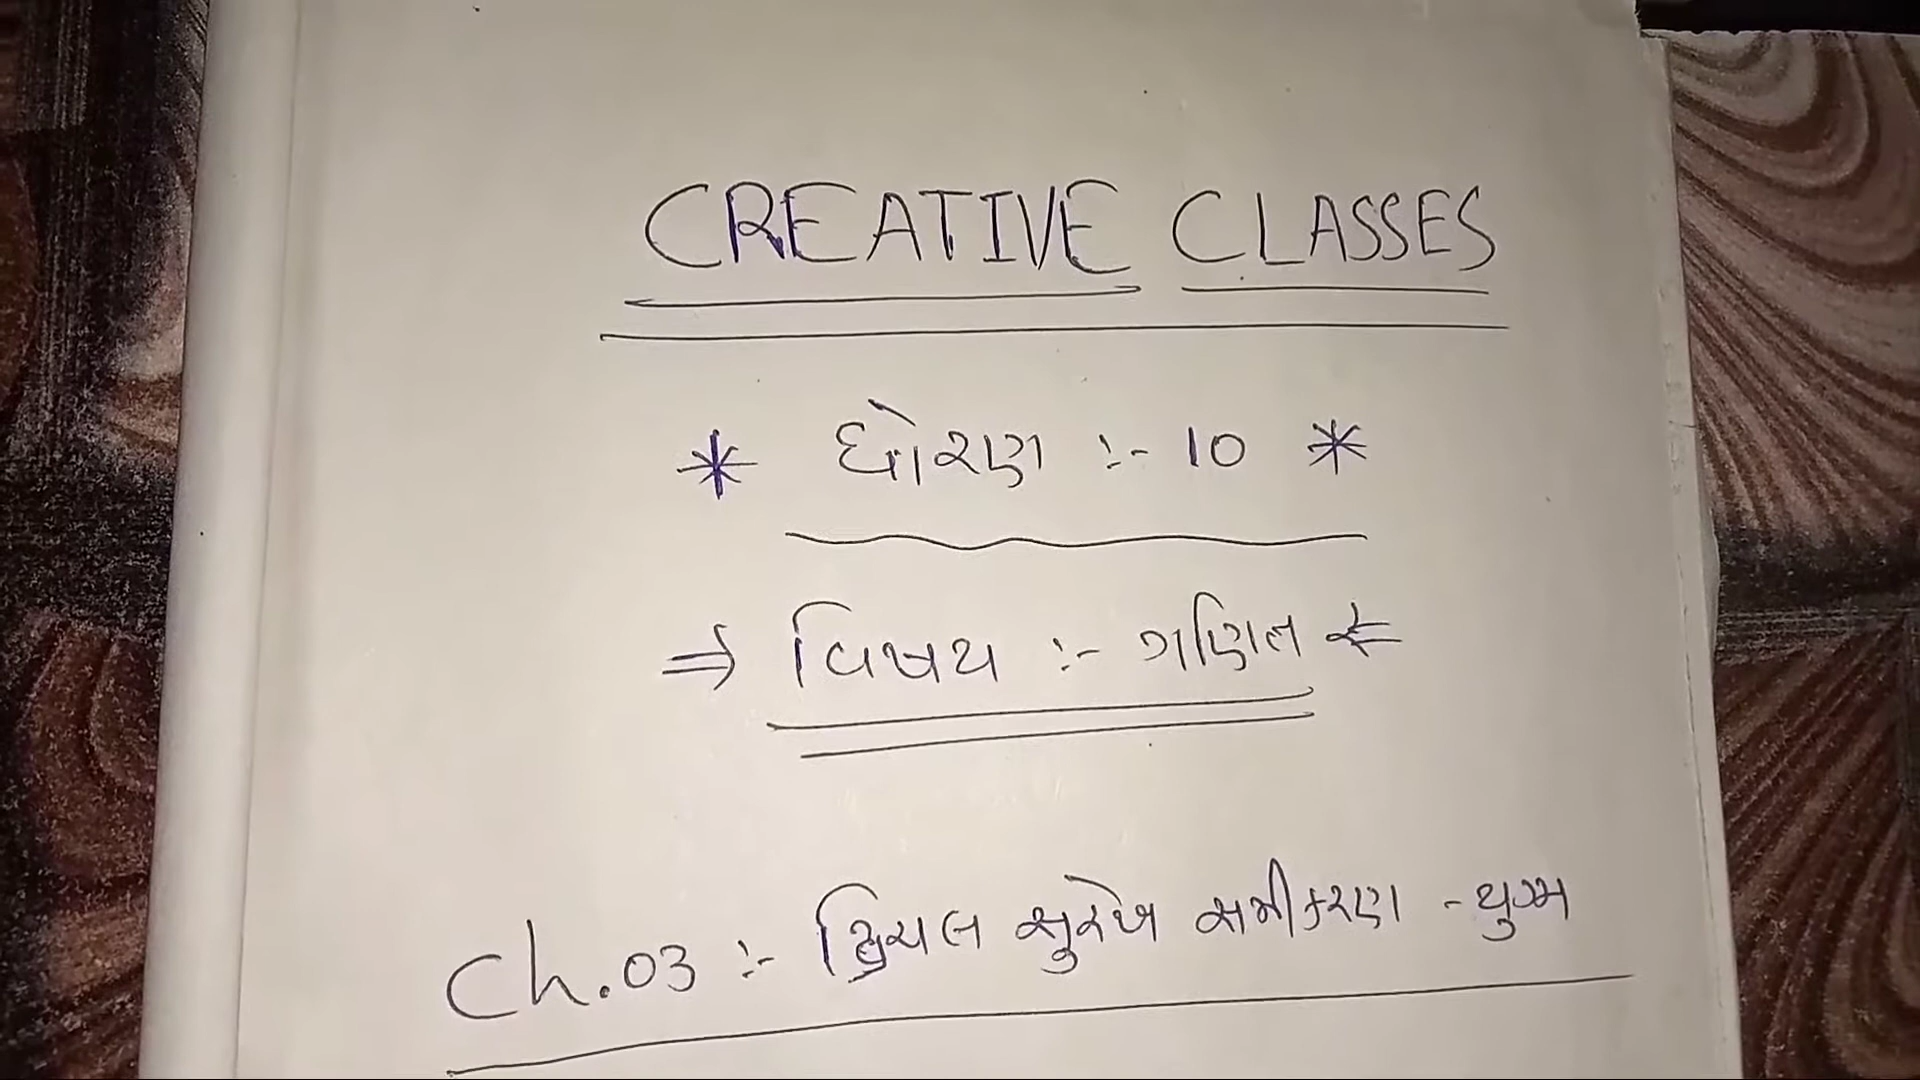 CREATIVE CLASSES
* ધોરણ :- 10 *
⇒ વિષય :- ગણિત ⇐
Ch.03 :- દ્વિચલ સુરેખ સમીકરણ -યુગ્મ